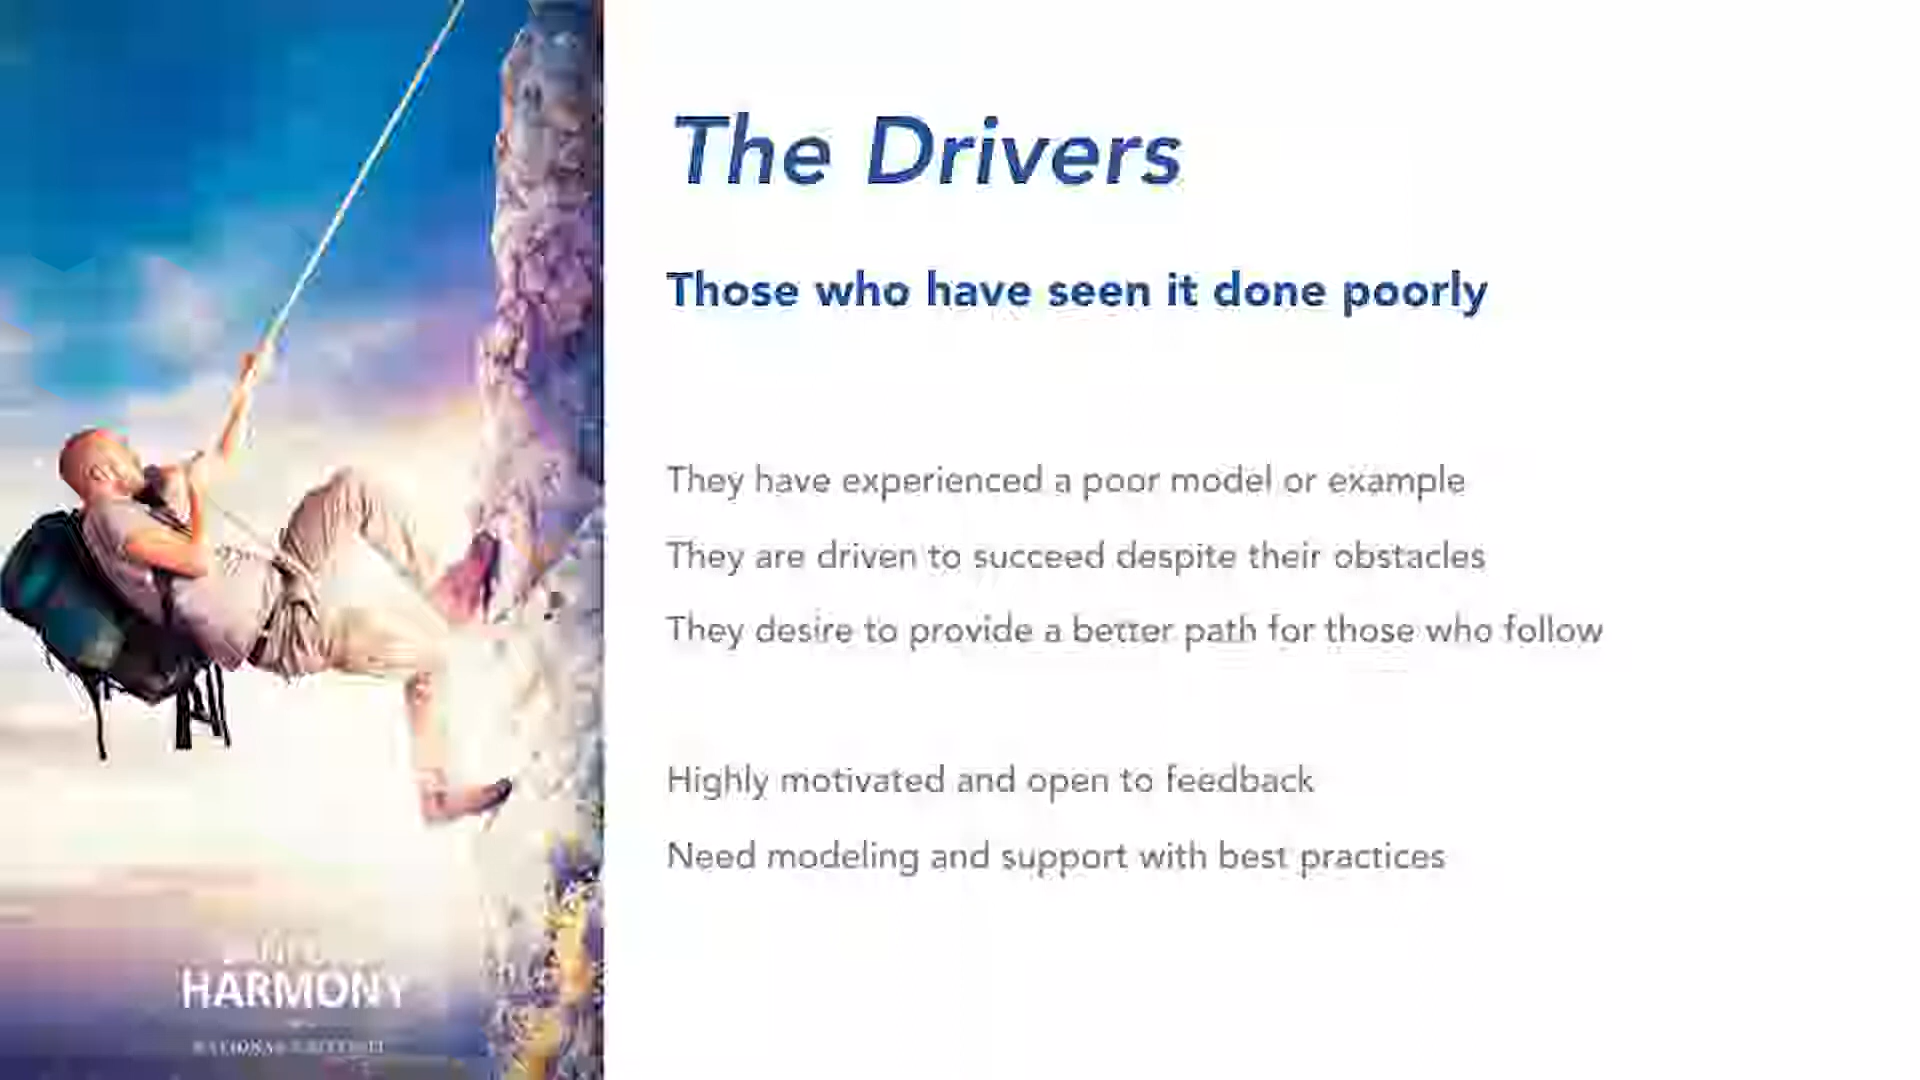 The Drivers
Those who have seen it done poorly
They have experienced a poor model or example
They are driven to succeed despite their obstacles
They desire to provide a better path for those who follow
Highly motivated and open to feedback
Need modeling and support with best practices
HARMONY